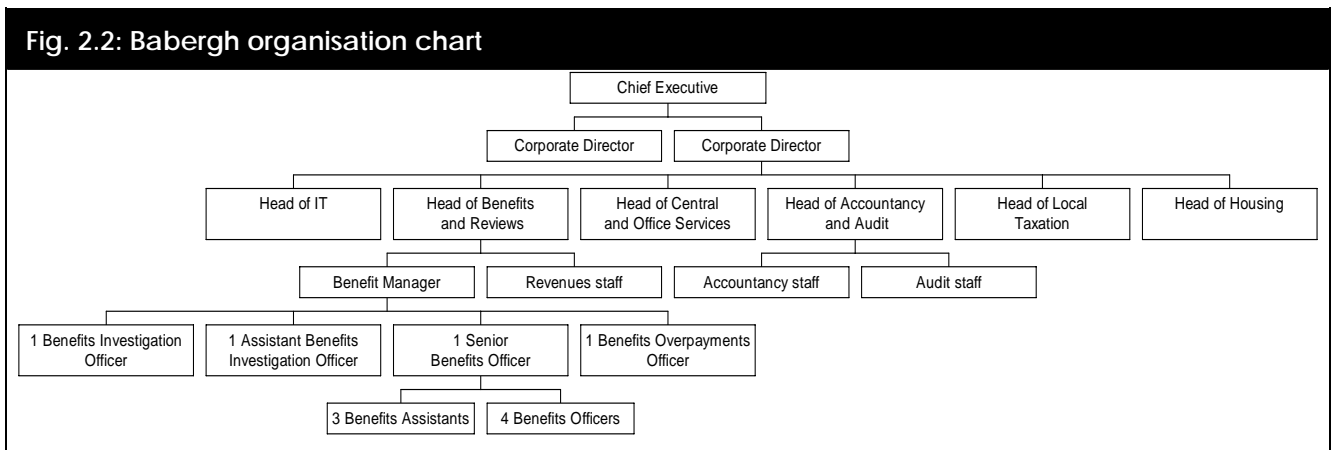 Fig. 2.2: Babergh organisation chart
Chief Executive
Corporate Director
Corporate Director
Head of IT
Head of Benefits
and Reviews
Head of Central
and Office Services
Head of Accountancy
and Audit
Head of Local
Taxation
Head of Housing
Benefit Manager
Revenues staff
Accountancy staff
Audit staff
1 Benefits Investigation
Officer
1 Assistant Benefits
Investigation Officer
1 Senior
Benefits Officer
1 Benefits Overpayments
Officer
3 Benefits Assistants
4 Benefits Officers